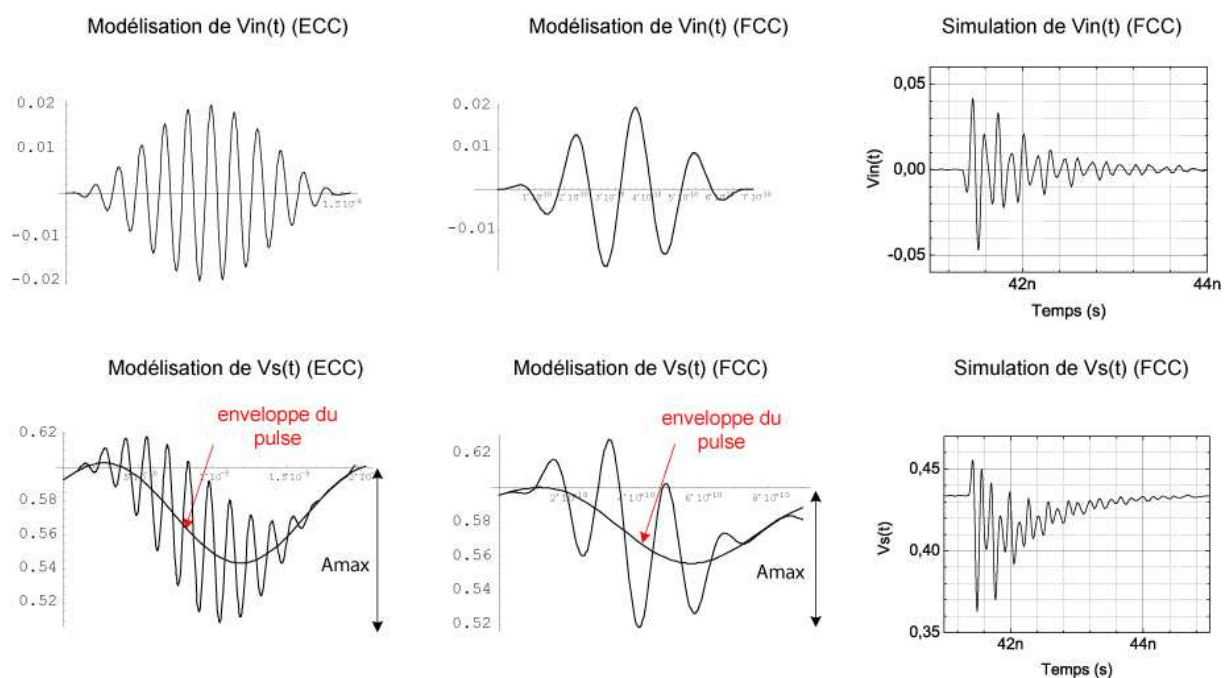 Modélisation de Vin(t) (ECC)
Modélisation de Vin(t) (FCC)
Simulation de Vin(t) (FCC)
0.02
0.01
-0.01
-0.02
0.02
0.01
-0.01
0,05
0,00
-0,05
Vin(t)
42n
44n
Temps (s)
Modélisation de Vs(t) (ECC)
Modélisation de Vs(t) (FCC)
Simulation de Vs(t) (FCC)
enveloppe du
pulse
0.62
0.58
0.56
0.54
0.52
Amax
enveloppe du
pulse
0.62
0.58
0.56
0.54
0.52
Amax
0,45
0,40
0,35
Vs(t)
42n
44n
Temps (s)